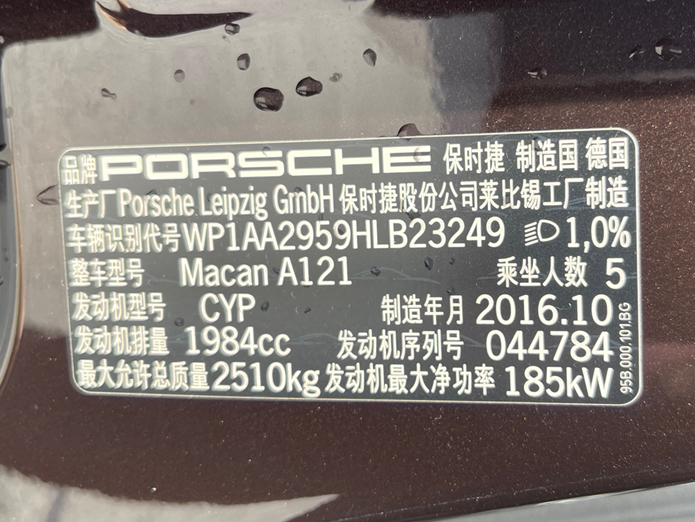 品牌 PORSCHE 保时捷 制造国 德国
生产厂 Porsche Leipzig GmbH 保时捷股份公司莱比锡工厂制造
车辆识别代号 WP1AA2959HLB23249 1,0%
整车型号 Macan A121 乘坐人数 5
发动机型号 CYP 制造年月 2016.10
发动机排量 1984cc 发动机序列号 044784
最大允许总质量 2510kg 发动机最大净功率 185kW
95B.000.101.BG